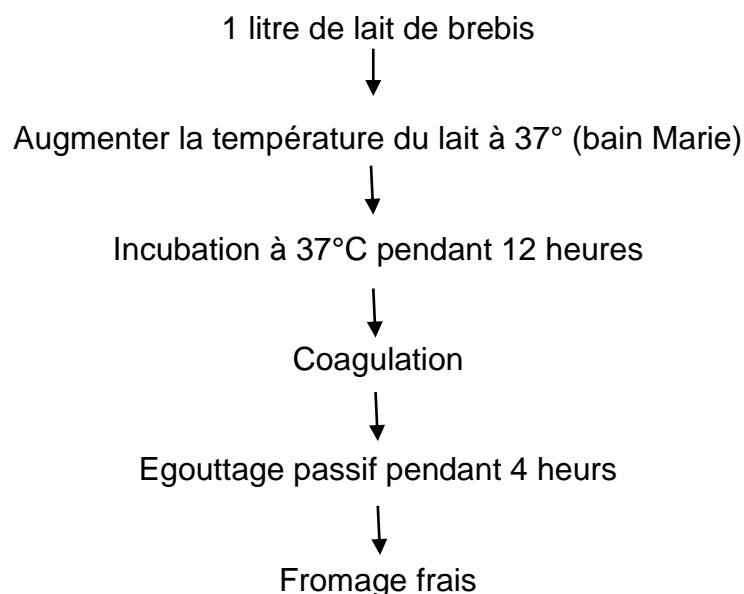 1 litre de lait de brebis
Augmenter la température du lait à 37° (bain Marie)
Incubation à 37°C pendant 12 heures
Coagulation
Egouttage passif pendant 4 heurs
Fromage frais